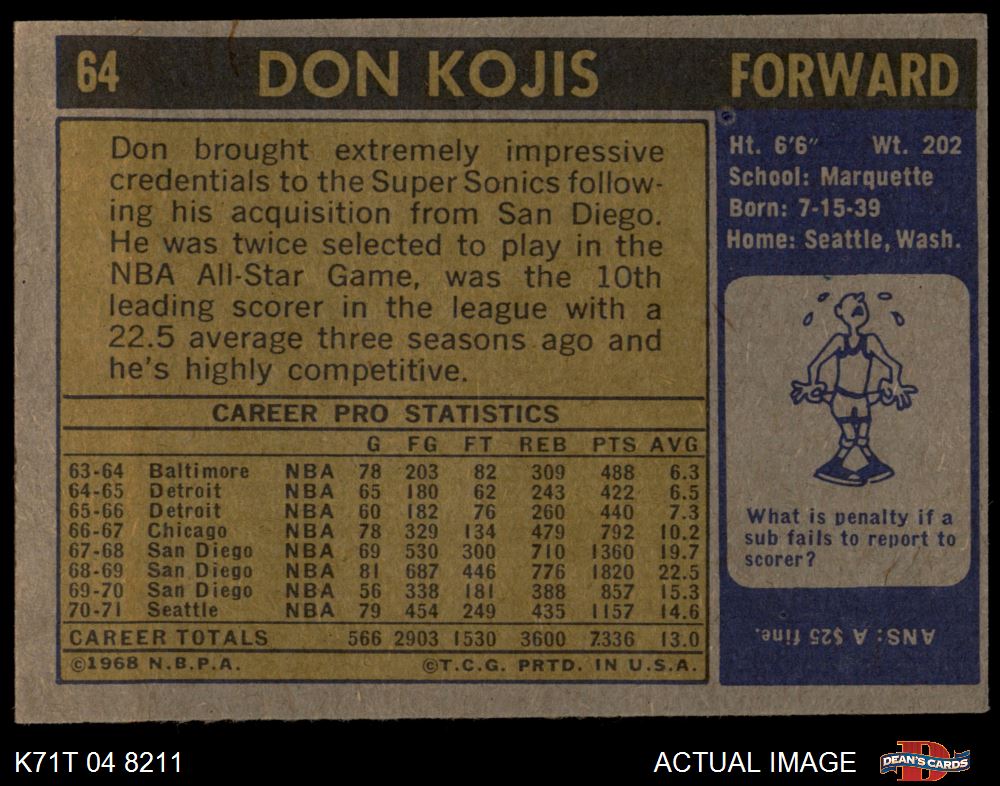 64 DON KOJIS FORWARD
Don brought extremely impressive
credentials to the Super Sonics follow-
ing his acquisition from San Diego.
He was twice selected to play in the
NBA All-Star Game, was the 10th
leading scorer in the league with a
22.5 average three seasons ago and
he's highly competitive.
Ht. 6'6" Wt. 202
School: Marquette
Born: 7-15-39
Home: Seattle, Wash.
CAREER PRO STATISTICS
G FG FT REB PTS AVG
63-64 Baltimore NBA 78 203 82 309 488 6.3
64-65 Detroit NBA 65 180 62 243 422 6.5
65-66 Detroit NBA 60 182 76 260 440 7.3
66-67 Chicago NBA 78 329 134 479 792 10.2
67-68 San Diego NBA 69 530 300 710 1360 19.7
68-69 San Diego NBA 81 687 446 776 1820 22.5
69-70 San Diego NBA 56 338 181 388 857 15.3
70-71 Seattle NBA 79 454 249 435 1157 14.6
CAREER TOTALS 566 2903 1530 3600 7336 13.0
©1968 N.B.P.A. ©T.C.G. PRTD. IN U.S.A.
What is penalty if a
sub fails to report to
scorer?
ANS: A $25 fine.
K71T 04 8211 ACTUAL IMAGE DEAN'S CARDS